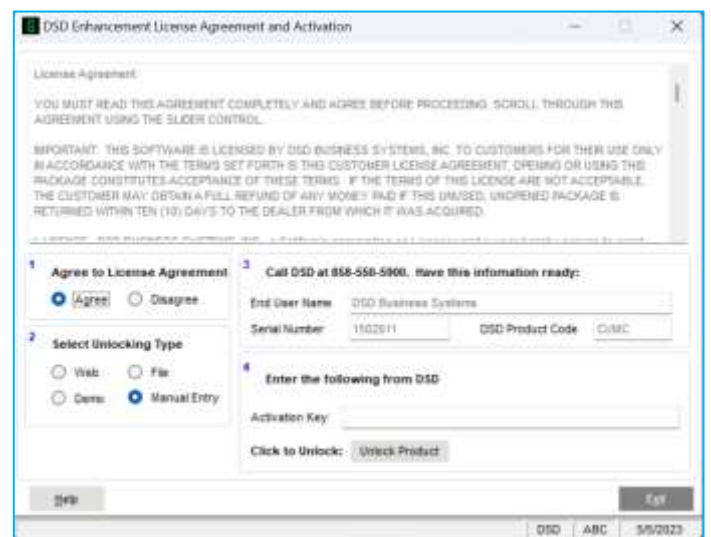 DSD Enhancement License Agreement and Activation
License Agreement
YOU MUST READ THIS AGREEMENT COMPLETELY AND AGREE BEFORE PROCEEDING. SCROLL THROUGH THIS
AGREEMENT USING THE SLIDER CONTROL.
IMPORTANT: THIS SOFTWARE IS LICENSED BY DSD BUSINESS SYSTEMS, INC. TO CUSTOMERS FOR THEIR USE ONLY
IN ACCORDANCE WITH THE TERMS SET FORTH IS THIS CUSTOMER LICENSE AGREEMENT, OPENING OR USING THIS
PACKAGE CONSTITUTES ACCEPTANCE OF THESE TERMS. IF THE TERMS OF THIS LICENSE ARE NOT ACCEPTABLE,
THE CUSTOMER MAY OBTAIN A FULL REFUND OF ANY MONEY PAID IF THIS UNUSED, UNOPENED PACKAGE IS
RETURNED WITHIN TEN (10) DAYS TO THE DEALER FROM WHICH IT WAS ACQUIRED.
1 Agree to License Agreement
Agree Disagree
2 Select Unlocking Type
Web File
Demo Manual Entry
3 Call DSD at 858-550-5900. Have this infomation ready:
End User Name DSD Business Systems
Serial Number 1502011 DSD Product Code
4 Enter the following from DSD
Activation Key
Click to Unlock: Unlock Product
Help Exit
DSD ABC 5/5/2023